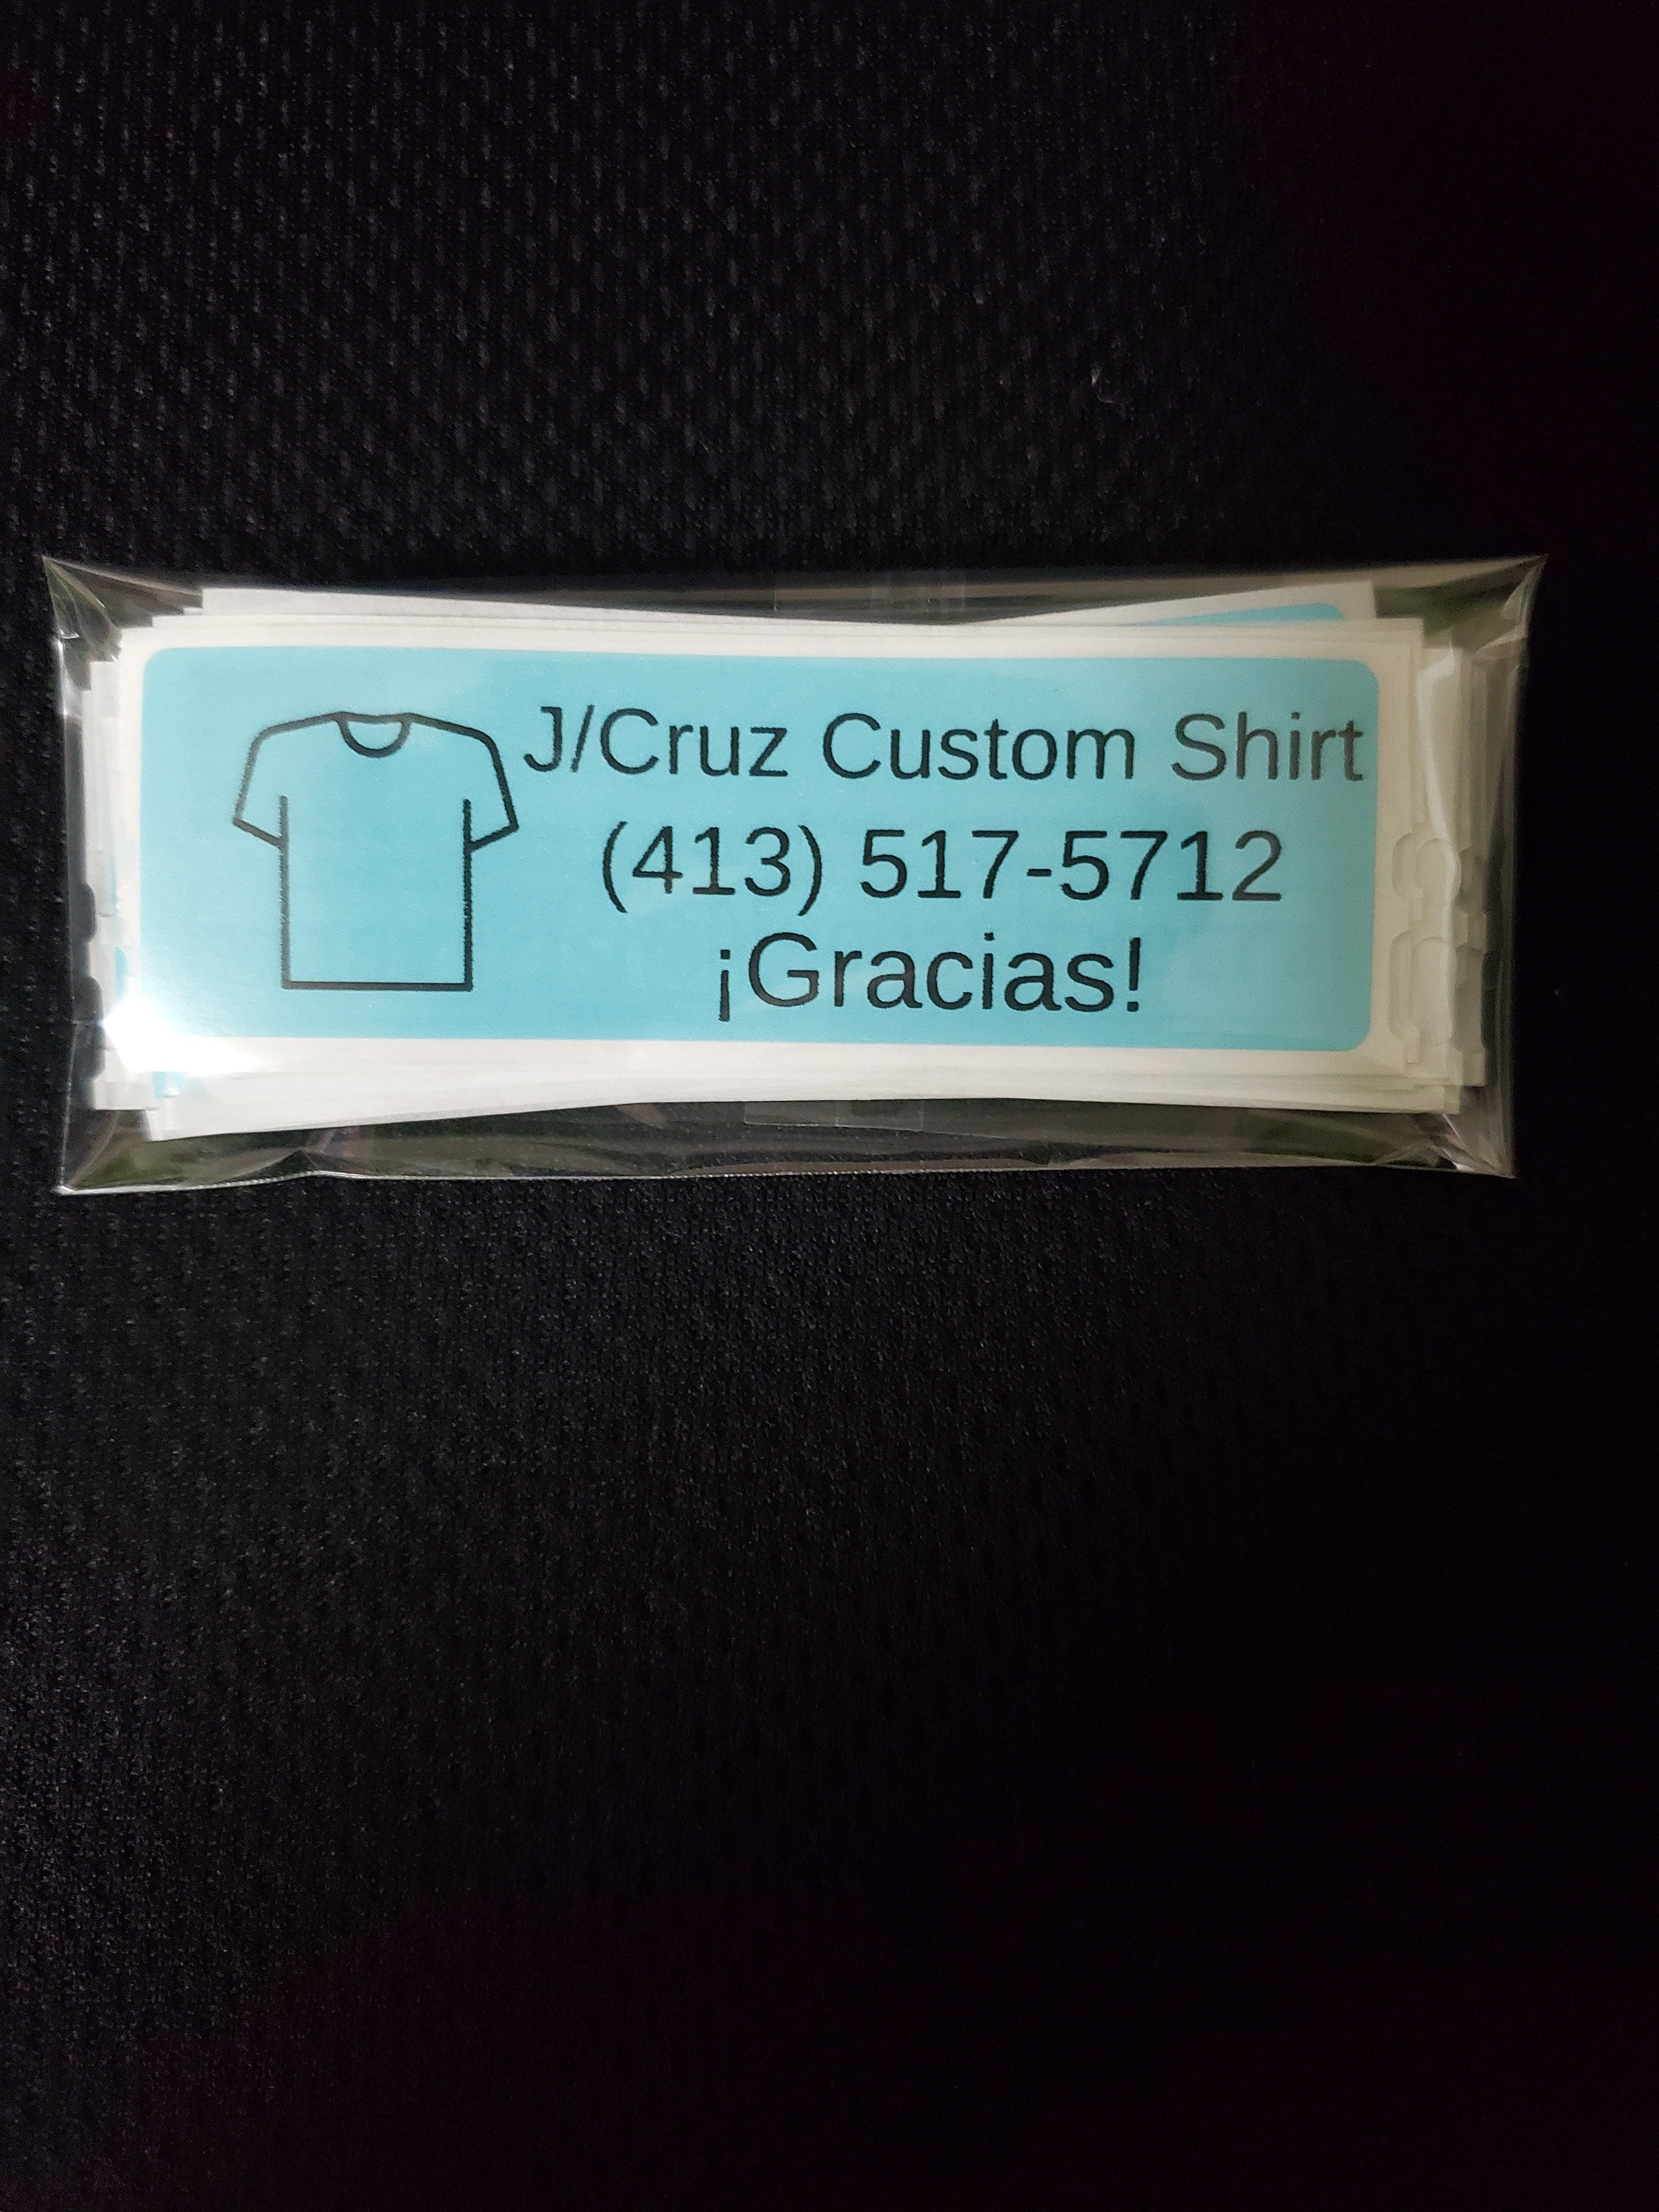 J/Cruz Custom Shirt
(413) 517-5712
¡Gracias!